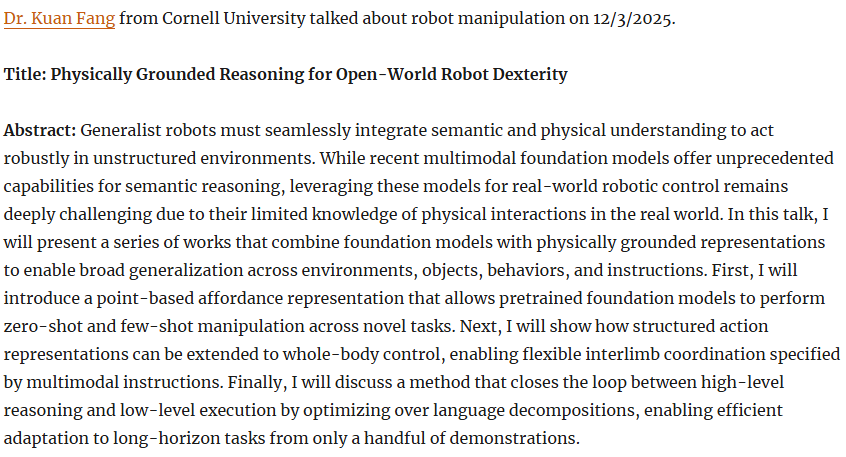 Dr. Kuan Fang from Cornell University talked about robot manipulation on 12/3/2025.
Title: Physically Grounded Reasoning for Open-World Robot Dexterity
Abstract: Generalist robots must seamlessly integrate semantic and physical understanding to act
robustly in unstructured environments. While recent multimodal foundation models offer unprecedented
capabilities for semantic reasoning, leveraging these models for real-world robotic control remains
deeply challenging due to their limited knowledge of physical interactions in the real world. In this talk, I
will present a series of works that combine foundation models with physically grounded representations
to enable broad generalization across environments, objects, behaviors, and instructions. First, I will
introduce a point-based affordance representation that allows pretrained foundation models to perform
zero-shot and few-shot manipulation across novel tasks. Next, I will show how structured action
representations can be extended to whole-body control, enabling flexible interlimb coordination specified
by multimodal instructions. Finally, I will discuss a method that closes the loop between high-level
reasoning and low-level execution by optimizing over language decompositions, enabling efficient
adaptation to long-horizon tasks from only a handful of demonstrations.